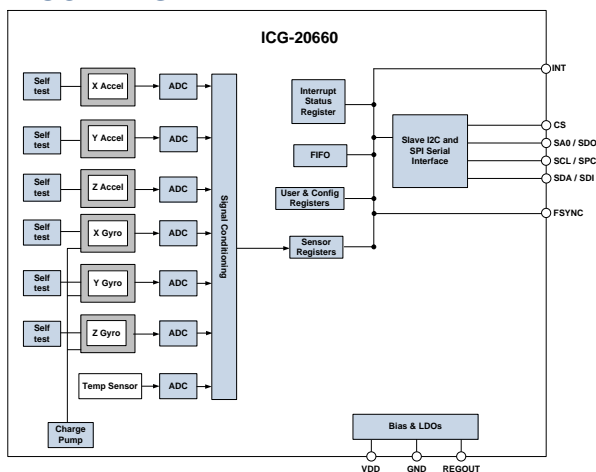 ICG-20660
Self
test
X Accel
ADC
Self
test
Y Accel
ADC
Self
test
Z Accel
ADC
Self
test
X Gyro
ADC
Self
test
Y Gyro
ADC
Self
test
Z Gyro
ADC
Temp Sensor
ADC
Charge
Pump
Signal Conditioning
Interrupt
Status
Register
FIFO
User & Config
Registers
Sensor
Registers
Slave I2C and
SPI Serial
Interface
INT
CS
SA0 / SDO
SCL / SPC
SDA / SDI
FSYNC
Bias & LDOs
VDD
GND
REGOUT